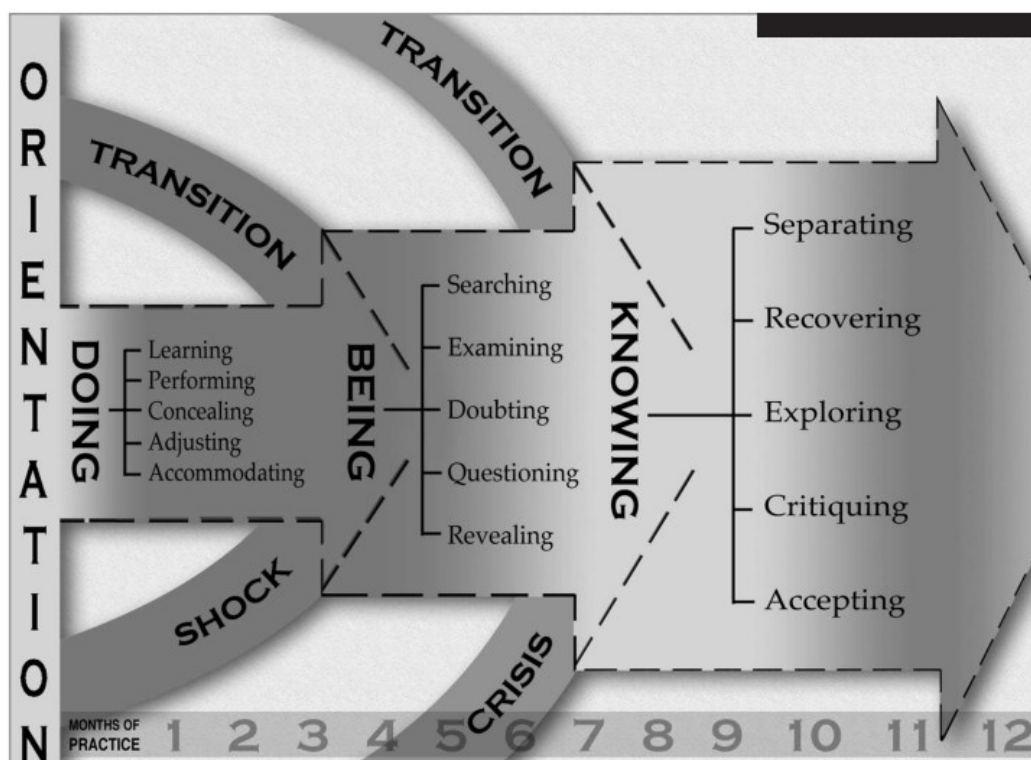 ORIENTATION
TRANSITION
TRANSITION
DOING
Learning
Performing
Concealing
Adjusting
Accommodating
BEING
Searching
Examining
Doubting
Questioning
Revealing
KNOWING
Separating
Recovering
Exploring
Critiquing
Accepting
SHOCK
CRISIS
MONTHS OF
PRACTICE 1 2 3 4 5 6 7 8 9 10 11 12